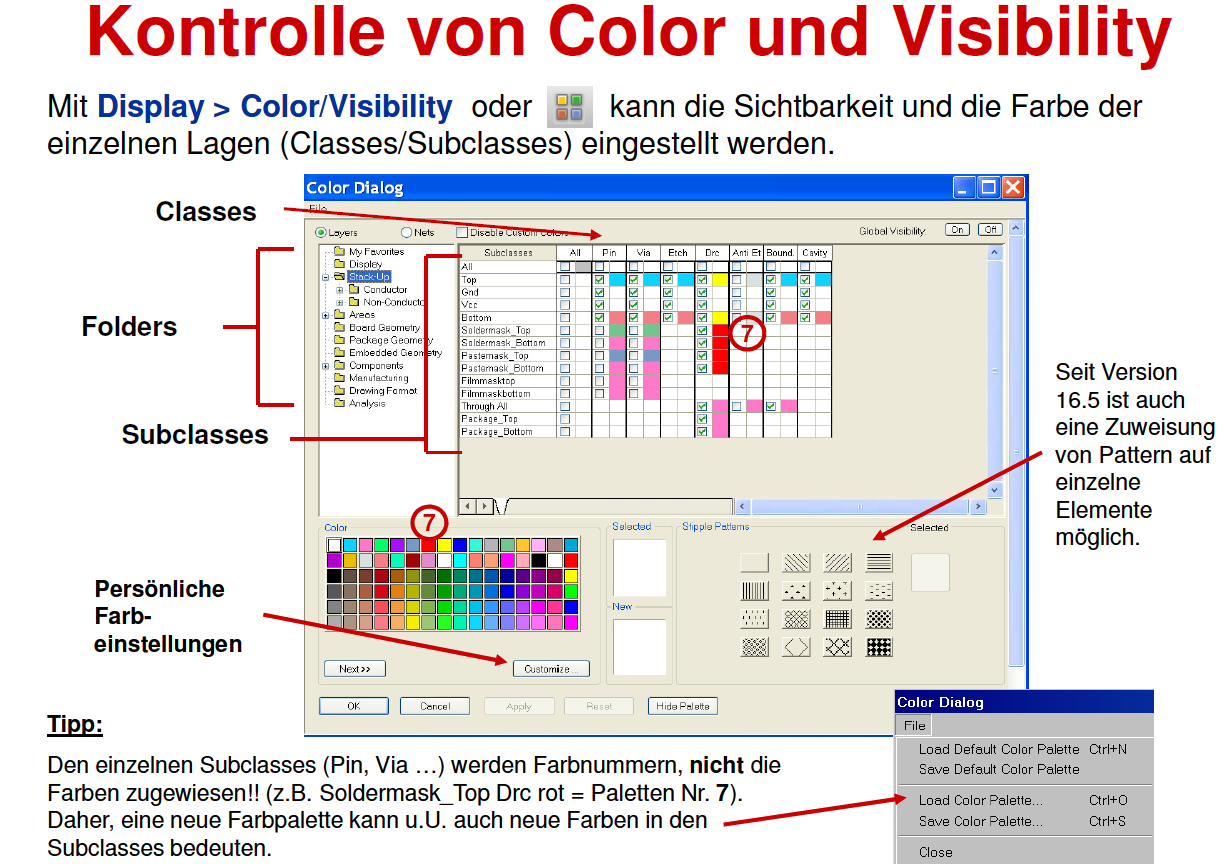 Kontrolle von Color und Visibility
Mit Display > Color/Visibility oder kann die Sichtbarkeit und die Farbe der
einzelnen Lagen (Classes/Subclasses) eingestellt werden.
Color Dialog
File
Classes
Layers Nets Disable Custom Colors Global Visibility: On Off
Folders
My Favorites
Display
Stack-Up
Conductor
Non-Conducto
Areas
Board Geometry
Package Geometry
Embedded Geometry
Components
Manufacturing
Drawing Format
Analysis
Subclasses
Subclasses All Pin Via Etch Drc Anti Et Bound. Cavity
All
Top
Gnd
Vcc
Bottom
Soldermask_Top
7
Soldermask_Bottom
Pastemask_Top
Pastemask_Bottom
Filmmasktop
Filmmaskbottom
Through All
Package_Top
Package_Bottom
Seit Version
16.5 ist auch
eine Zuweisung
von Pattern auf
einzelne
Elemente
möglich.
Color
7
Selected
New
Stipple Patterns
Selected
Persönliche
Farb-
einstellungen
Next>> Customize ...
OK Cancel Apply Reset Hide Palette
Tipp:
Den einzelnen Subclasses (Pin, Via …) werden Farbnummern, nicht die
Farben zugewiesen!! (z.B. Soldermask_Top Drc rot = Paletten Nr. 7).
Daher, eine neue Farbpalette kann u.U. auch neue Farben in den
Subclasses bedeuten.
Color Dialog
File
Load Default Color Palette Ctrl+N
Save Default Color Palette
Load Color Palette... Ctrl+O
Save Color Palette... Ctrl+S
Close